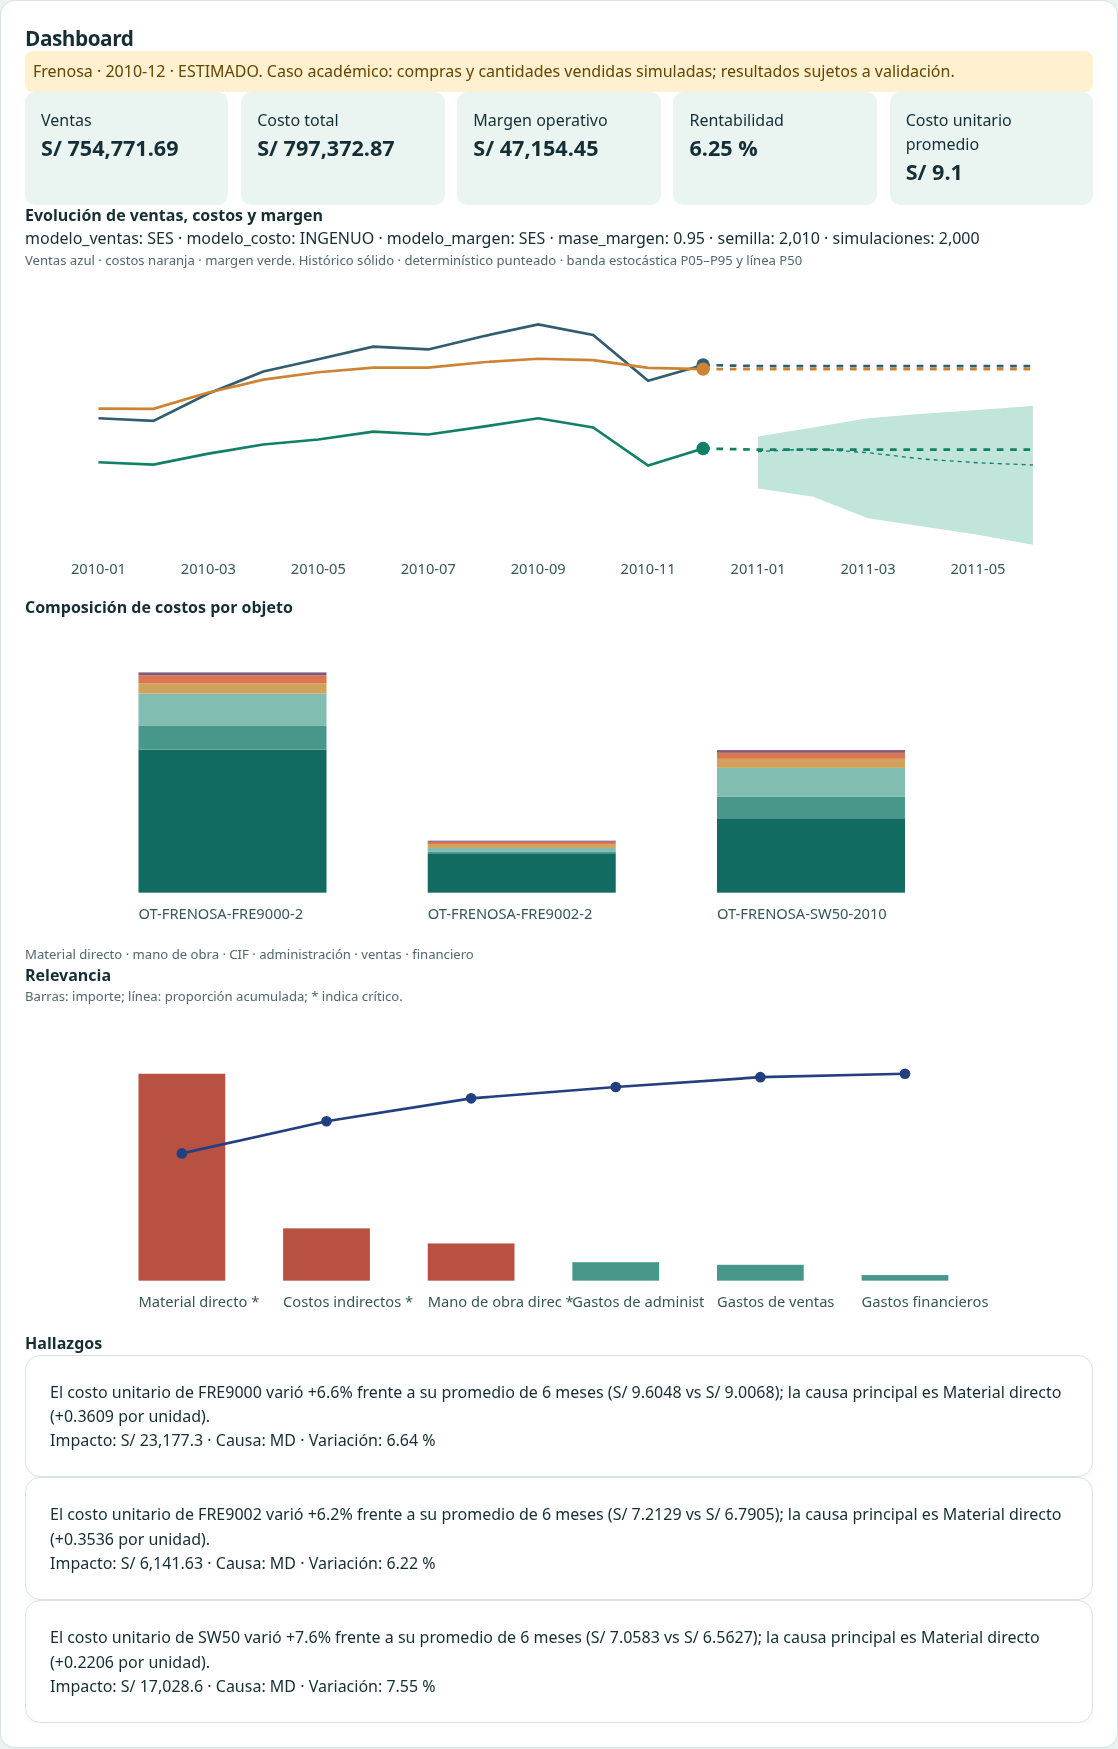 Dashboard
Frenosa · 2010-12 · ESTIMADO. Caso académico: compras y cantidades vendidas simuladas; resultados sujetos a validación.
Ventas
S/ 754,771.69
Costo total
S/ 797,372.87
Margen operativo
S/ 47,154.45
Rentabilidad
6.25 %
Costo unitario
promedio
S/ 9.1
Evolución de ventas, costos y margen
modelo_ventas: SES · modelo_costo: INGENUO · modelo_margen: SES · mase_margen: 0.95 · semilla: 2,010 · simulaciones: 2,000
Ventas azul · costos naranja · margen verde. Histórico sólido · determinístico punteado · banda estocástica P05–P95 y línea P50
2010-01 2010-03 2010-05 2010-07 2010-09 2010-11 2011-01 2011-03 2011-05
Composición de costos por objeto
OT-FRENOSA-FRE9000-2 OT-FRENOSA-FRE9002-2 OT-FRENOSA-SW50-2010
Material directo · mano de obra · CIF · administración · ventas · financiero
Relevancia
Barras: importe; línea: proporción acumulada; * indica crítico.
Material directo * Costos indirectos * Mano de obra direc * Gastos de administ Gastos de ventas Gastos financieros
Hallazgos
El costo unitario de FRE9000 varió +6.6% frente a su promedio de 6 meses (S/ 9.6048 vs S/ 9.0068); la causa principal es Material directo
(+0.3609 por unidad).
Impacto: S/ 23,177.3 · Causa: MD · Variación: 6.64 %
El costo unitario de FRE9002 varió +6.2% frente a su promedio de 6 meses (S/ 7.2129 vs S/ 6.7905); la causa principal es Material directo
(+0.3536 por unidad).
Impacto: S/ 6,141.63 · Causa: MD · Variación: 6.22 %
El costo unitario de SW50 varió +7.6% frente a su promedio de 6 meses (S/ 7.0583 vs S/ 6.5627); la causa principal es Material directo
(+0.2206 por unidad).
Impacto: S/ 17,028.6 · Causa: MD · Variación: 7.55 %